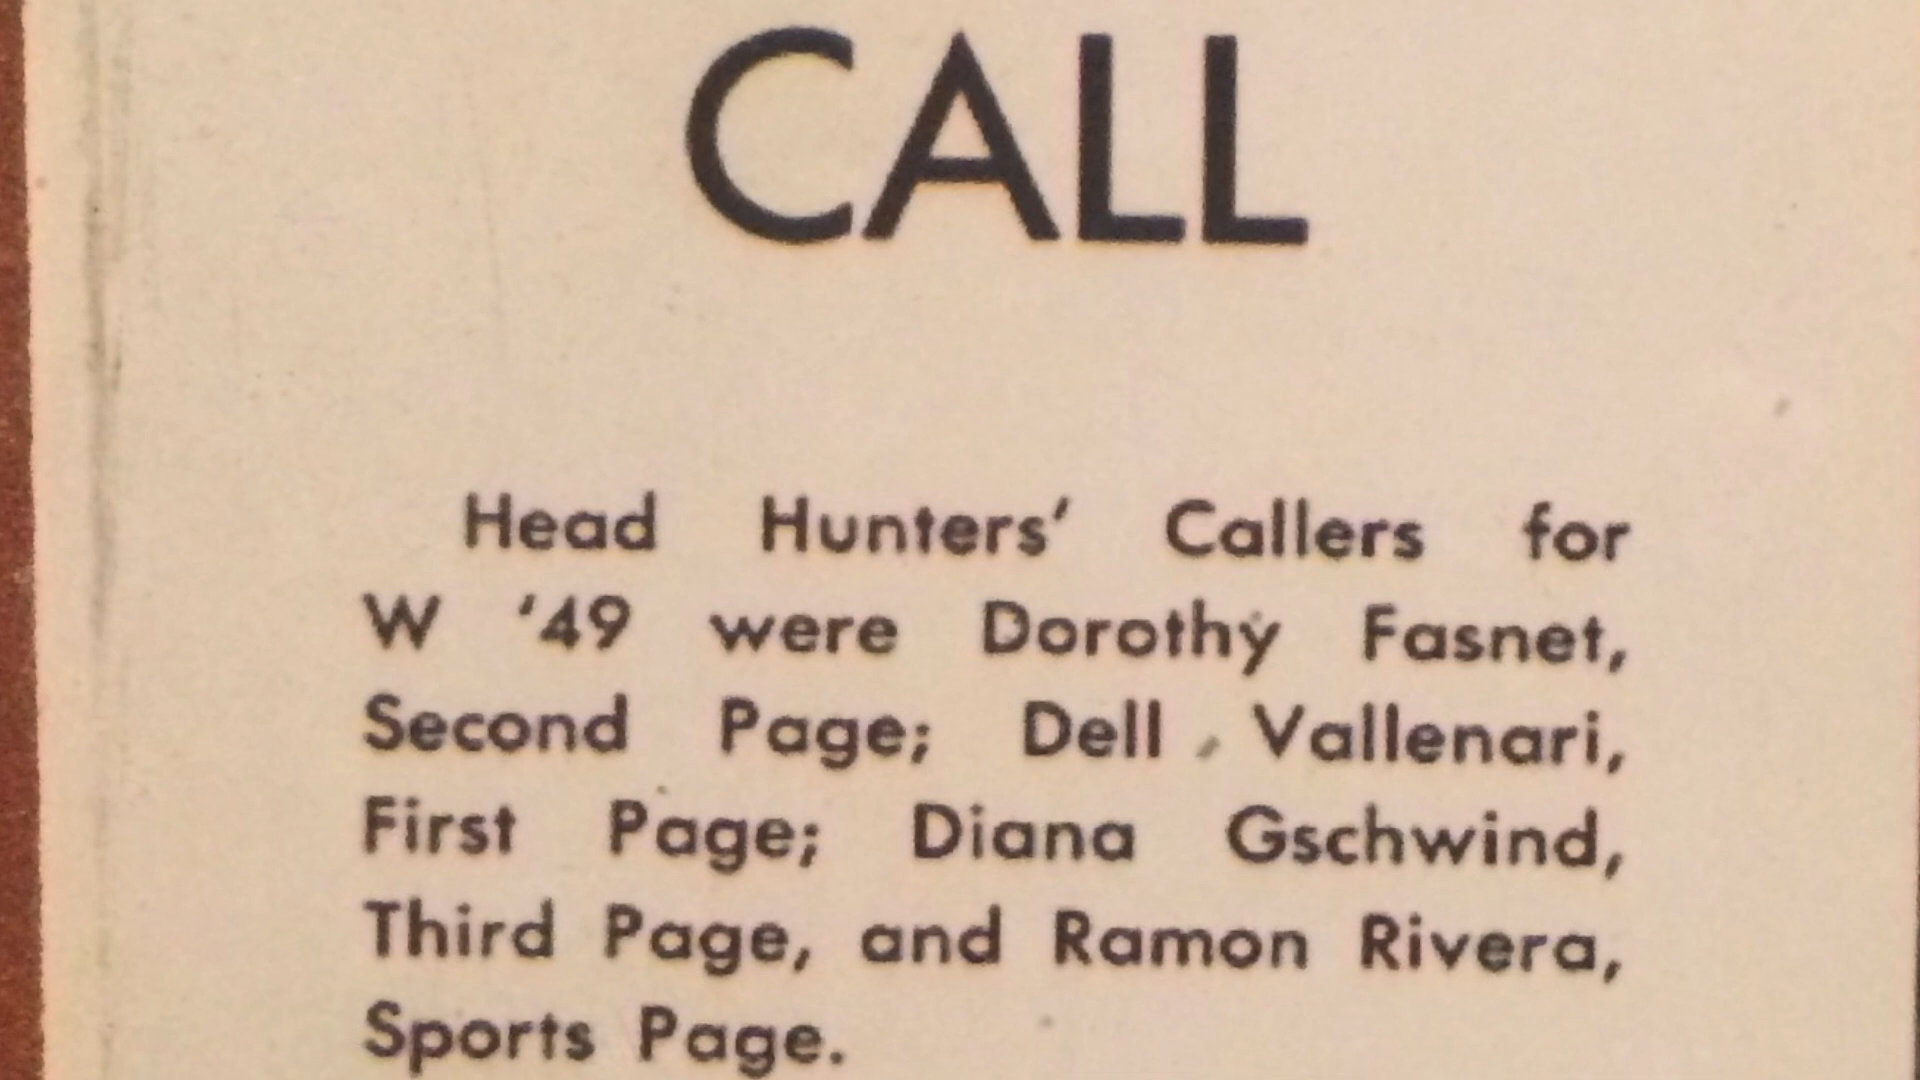 CALL
Head Hunters' Callers for
W '49 were Dorothy Fasnet,
Second Page; Dell Vallenari,
First Page; Diana Gschwind,
Third Page, and Ramon Rivera,
Sports Page.